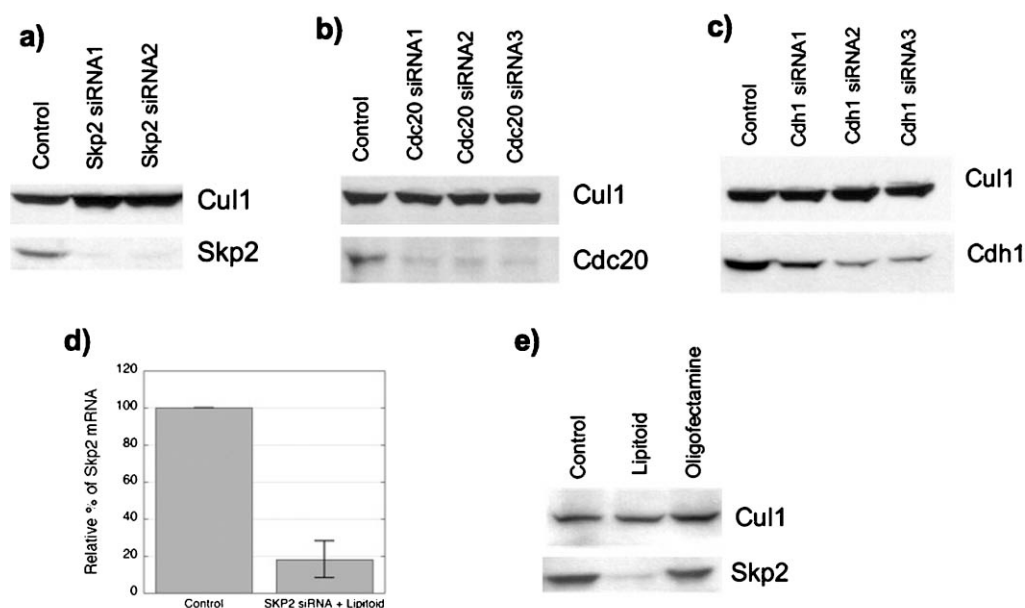 a)
Control
Skp2 siRNA1
Skp2 siRNA2
Cul1
Skp2
b)
Control
Cdc20 siRNA1
Cdc20 siRNA2
Cdc20 siRNA3
Cul1
Cdc20
c)
Control
Cdh1 siRNA1
Cdh1 siRNA2
Cdh1 siRNA3
Cul1
Cdh1
d)
Relative % of Skp2 mRNA
120
100
80
60
40
20
0
Control
SKP2 siRNA + Lipitoid
e)
Control
Lipitoid
Oligofectamine
Cul1
Skp2